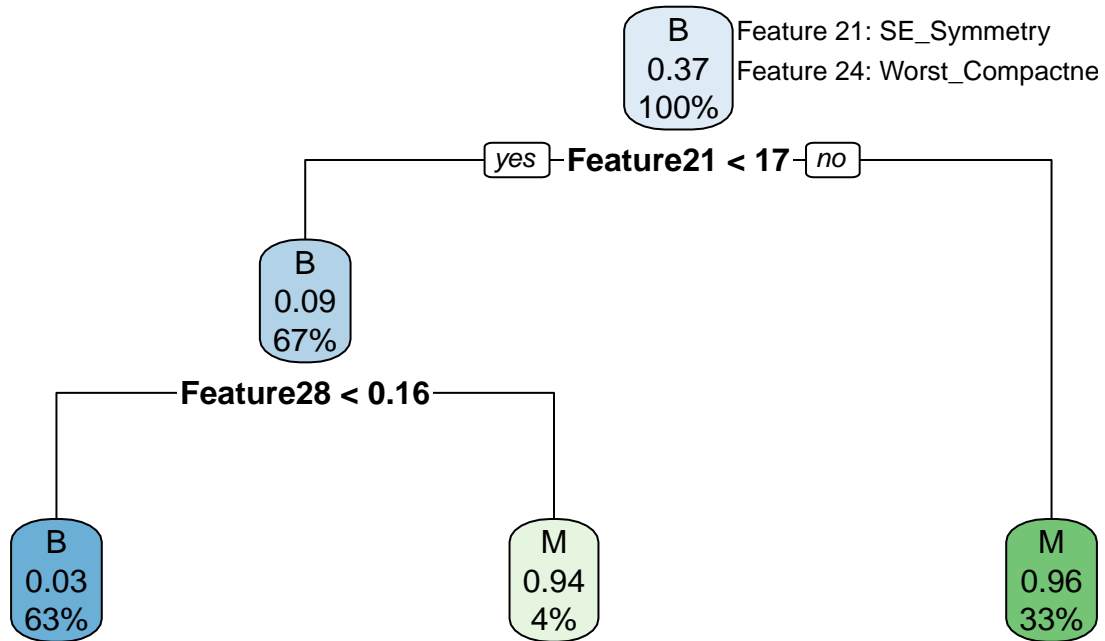 B
0.37
100%
Feature 21: SE_Symmetry
Feature 24: Worst_Compactne
yes
Feature21 < 17
no
B
0.09
67%
Feature28 < 0.16
B
0.03
63%
M
0.94
4%
M
0.96
33%